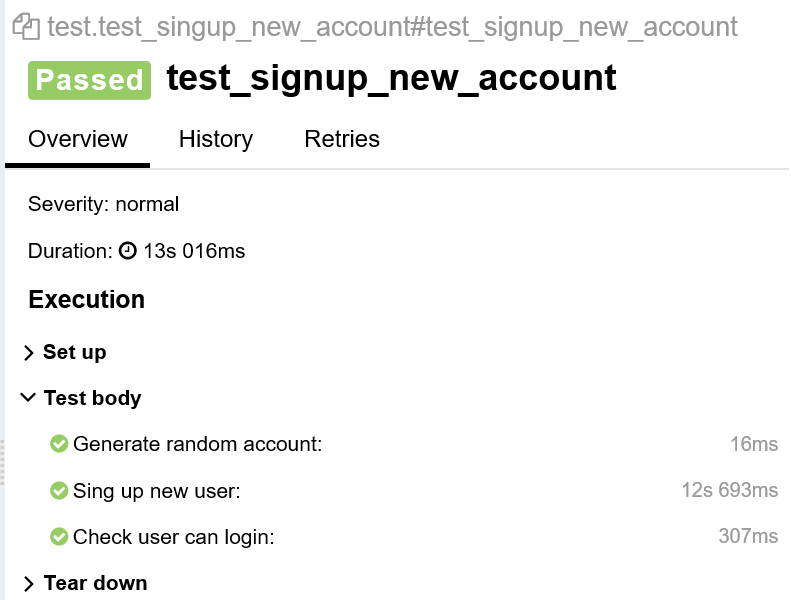 test.test_singup_new_account#test_signup_new_account
Passed test_signup_new_account
Overview History Retries
Severity: normal
Duration: 13s 016ms
Execution
Set up
Test body
Generate random account: 16ms
Sing up new user: 12s 693ms
Check user can login: 307ms
Tear down